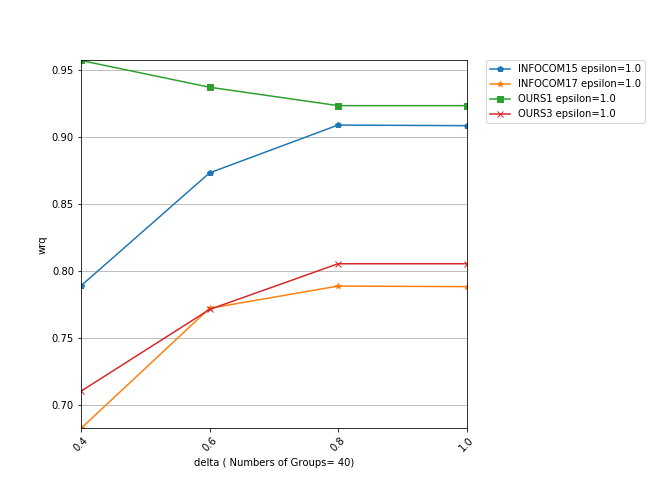 INFOCOM15 epsilon=1.0
INFOCOM17 epsilon=1.0
OURS1 epsilon=1.0
OURS3 epsilon=1.0
0.95
0.90
0.85
0.80
0.75
0.70
wrq
0.4
0.6
0.8
1.0
delta ( Numbers of Groups= 40)